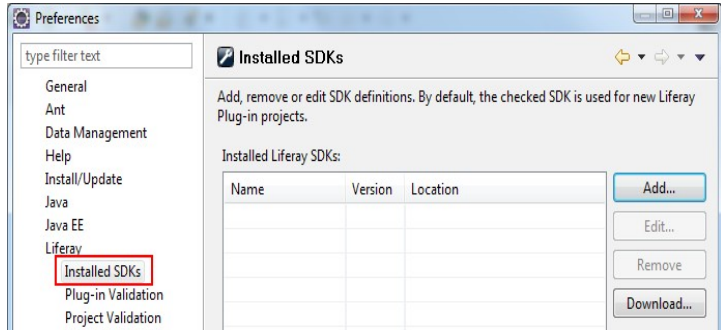 Preferences
type filter text
General
Ant
Data Management
Help
Install/Update
Java
Java EE
Liferay
Installed SDKs
Plug-in Validation
Project Validation
Installed SDKs
Add, remove or edit SDK definitions. By default, the checked SDK is used for new Liferay
Plug-in projects.
Installed Liferay SDKs:
Name Version Location
Add...
Edit...
Remove
Download...